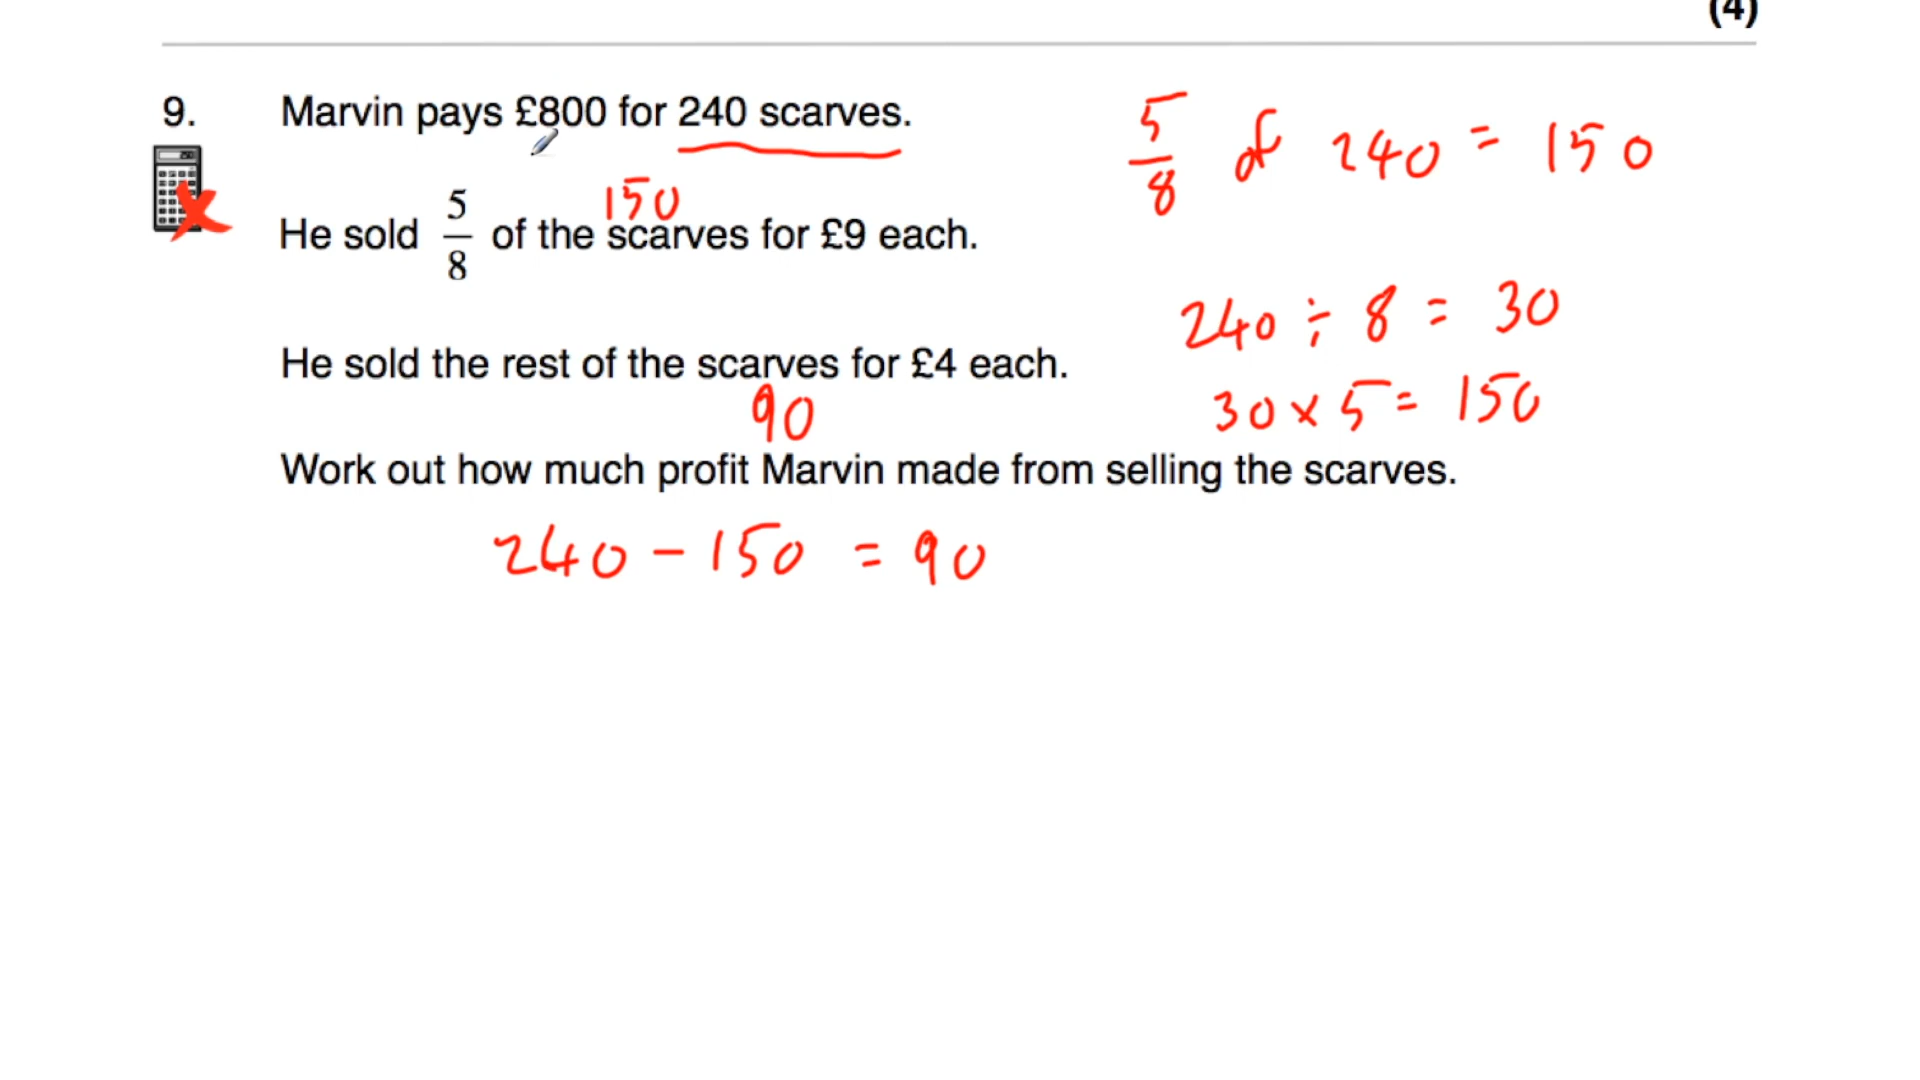 (4)
9. Marvin pays £800 for 240 scarves.
5/8 of 240 = 150
150
He sold 5/8 of the scarves for £9 each.
240 ÷ 8 = 30
He sold the rest of the scarves for £4 each.
90
30 × 5 = 150
Work out how much profit Marvin made from selling the scarves.
240 - 150 = 90